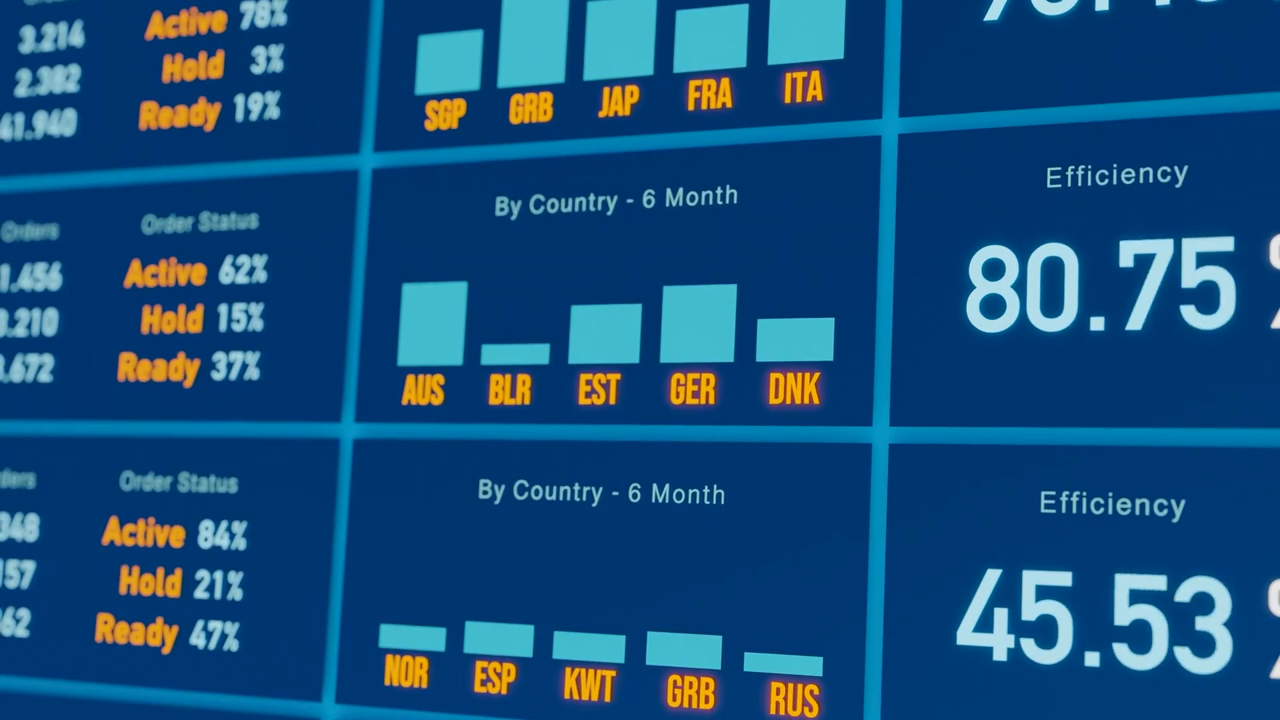 3.214
2.382
41.940
Active 78%
Hold 3%
Ready 19%
SGP GRB JAP FRA ITA
Orders
1.456
.210
.672
Order Status
Active 62%
Hold 15%
Ready 37%
By Country - 6 Month
AUS BLR EST GER DNK
Efficiency
80.75
348
157
Order Status
Active 84%
Hold 21%
Ready 47%
By Country - 6 Month
NOR ESP KWT GRB RUS
Efficiency
45.53